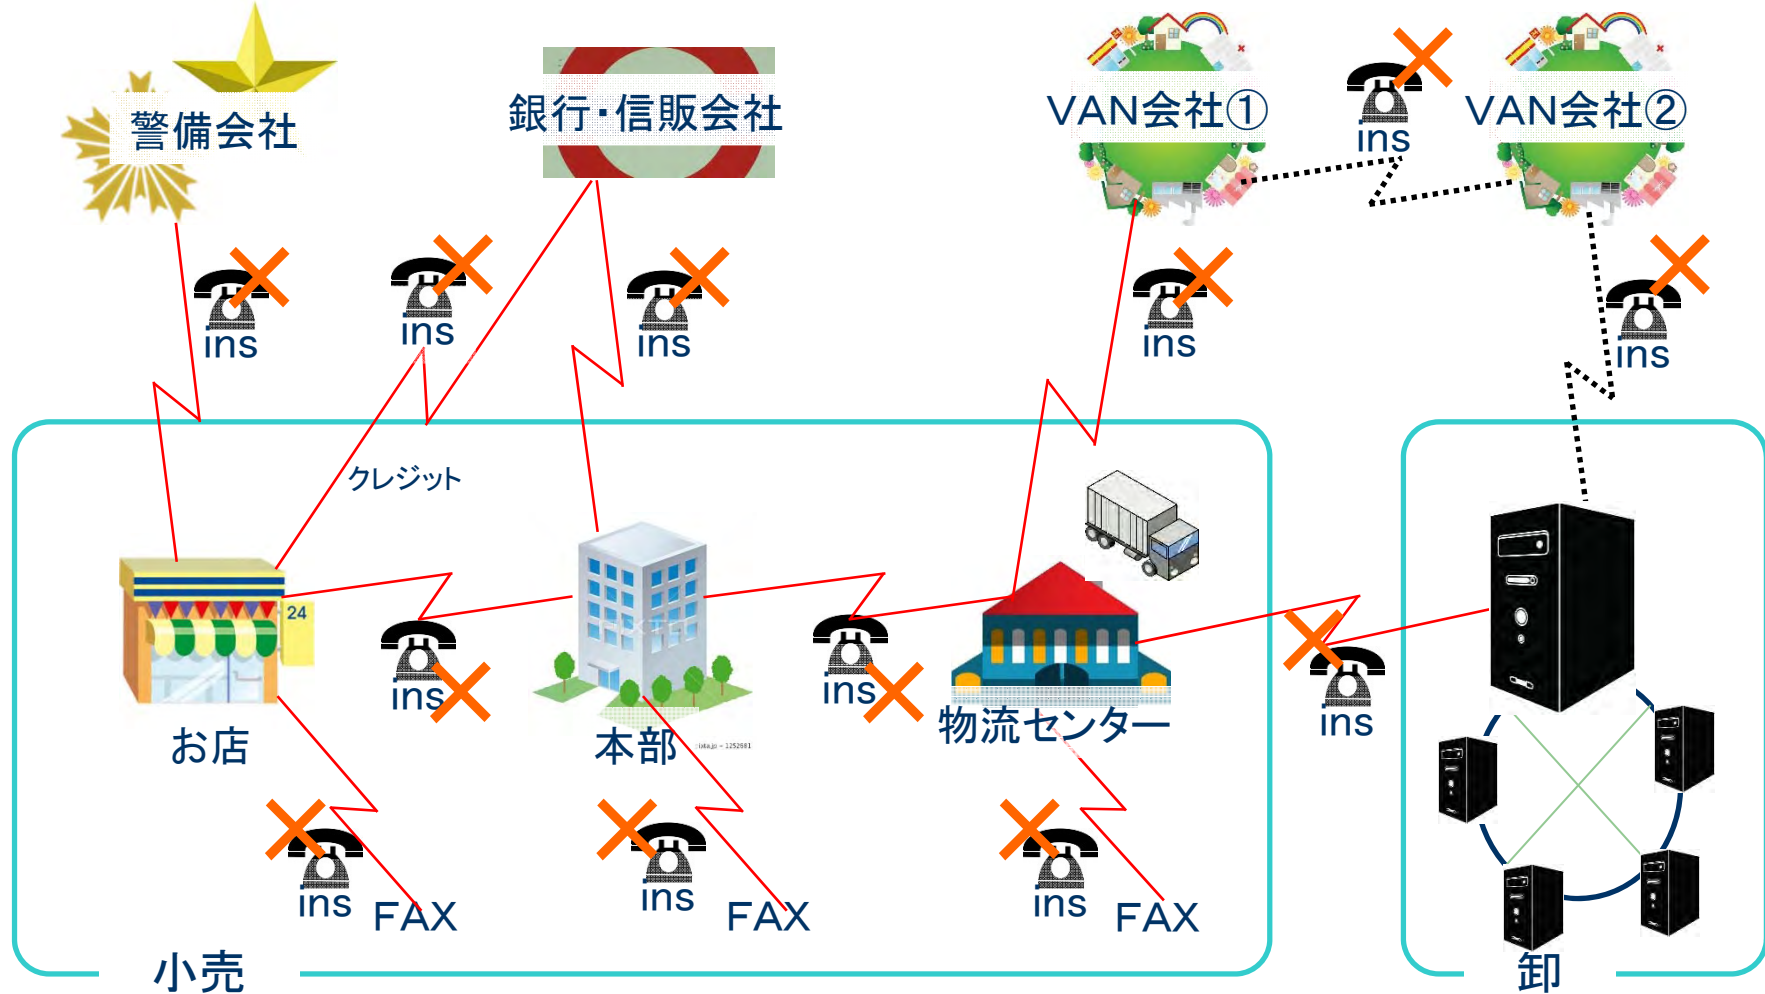 警備会社
銀行・信販会社
VAN会社①
VAN会社②
ins
ins
ins
ins
ins
ins
クレジット
24
ins
ins
ins
お店
本部
物流センター
ins
FAX
ins
FAX
ins
FAX
小売
卸